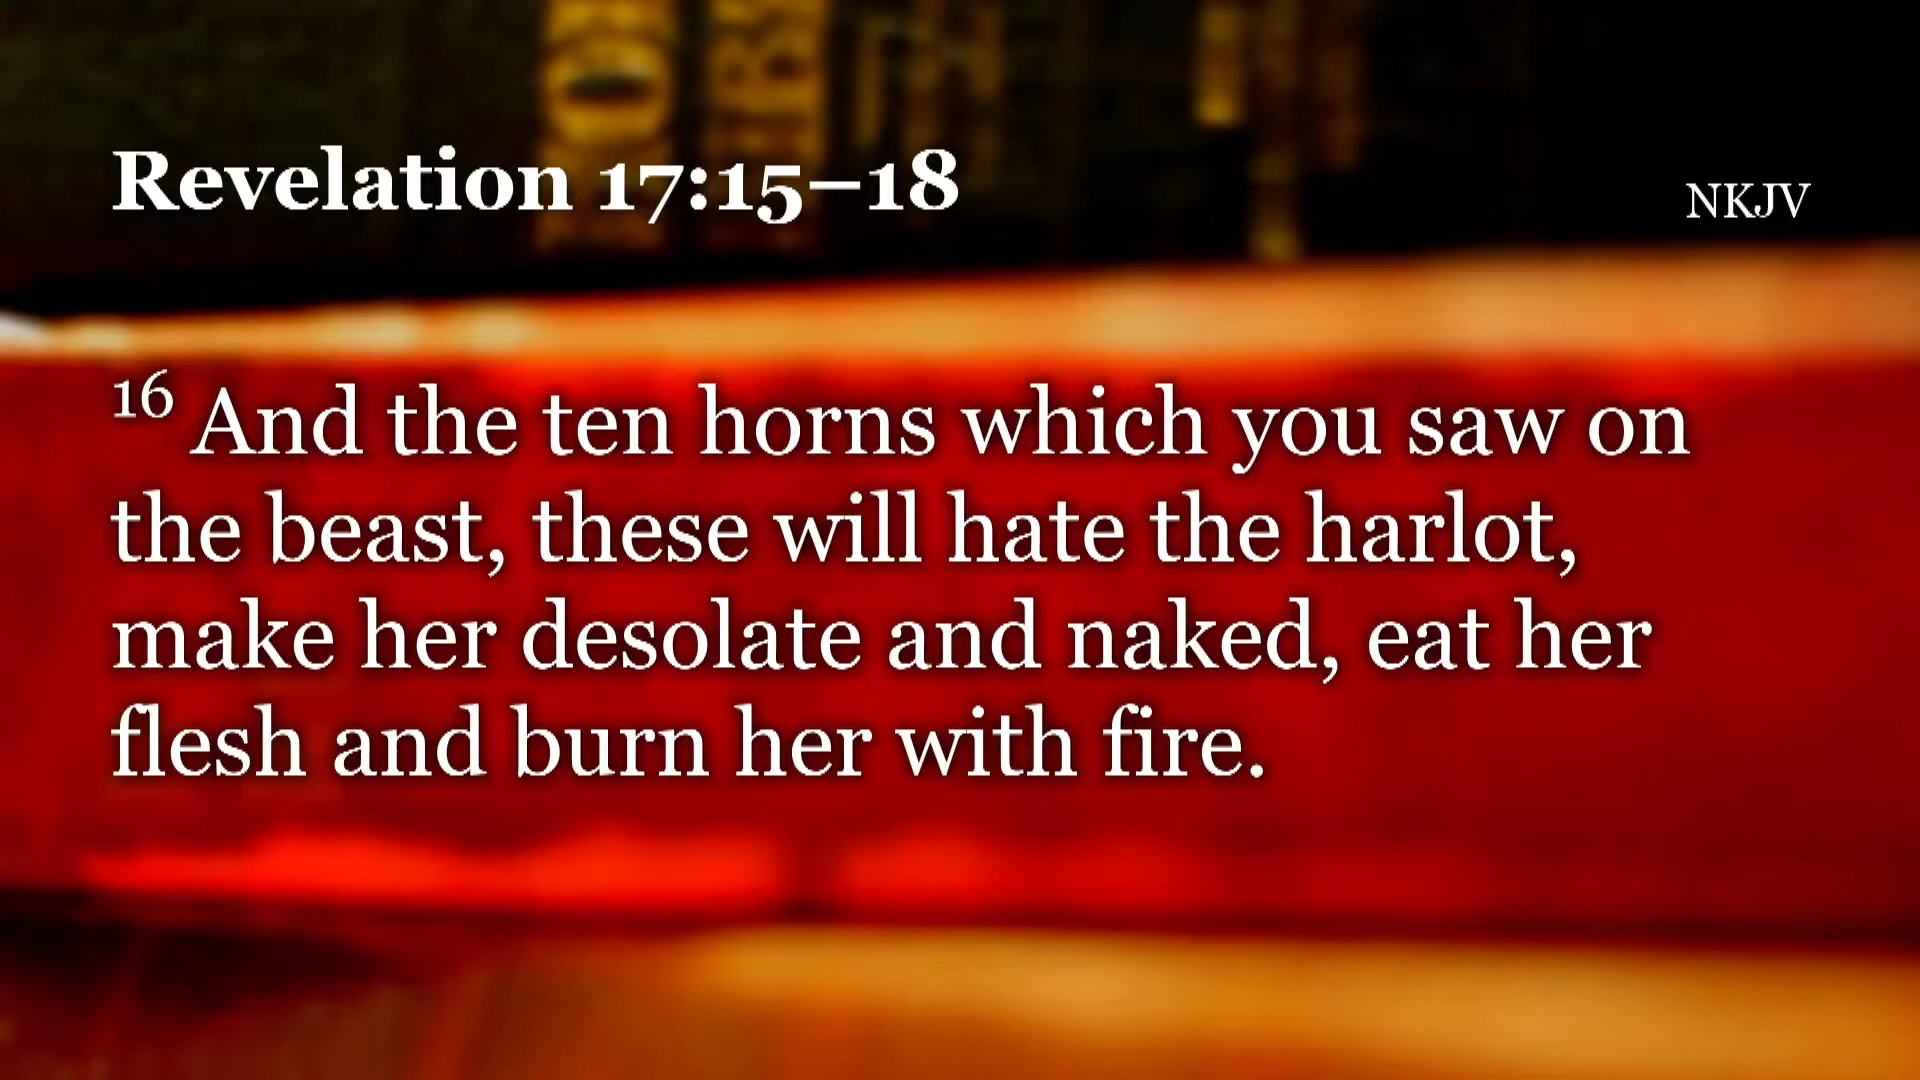 Revelation 17:15–18
NKJV
16 And the ten horns which you saw on
the beast, these will hate the harlot,
make her desolate and naked, eat her
flesh and burn her with fire.